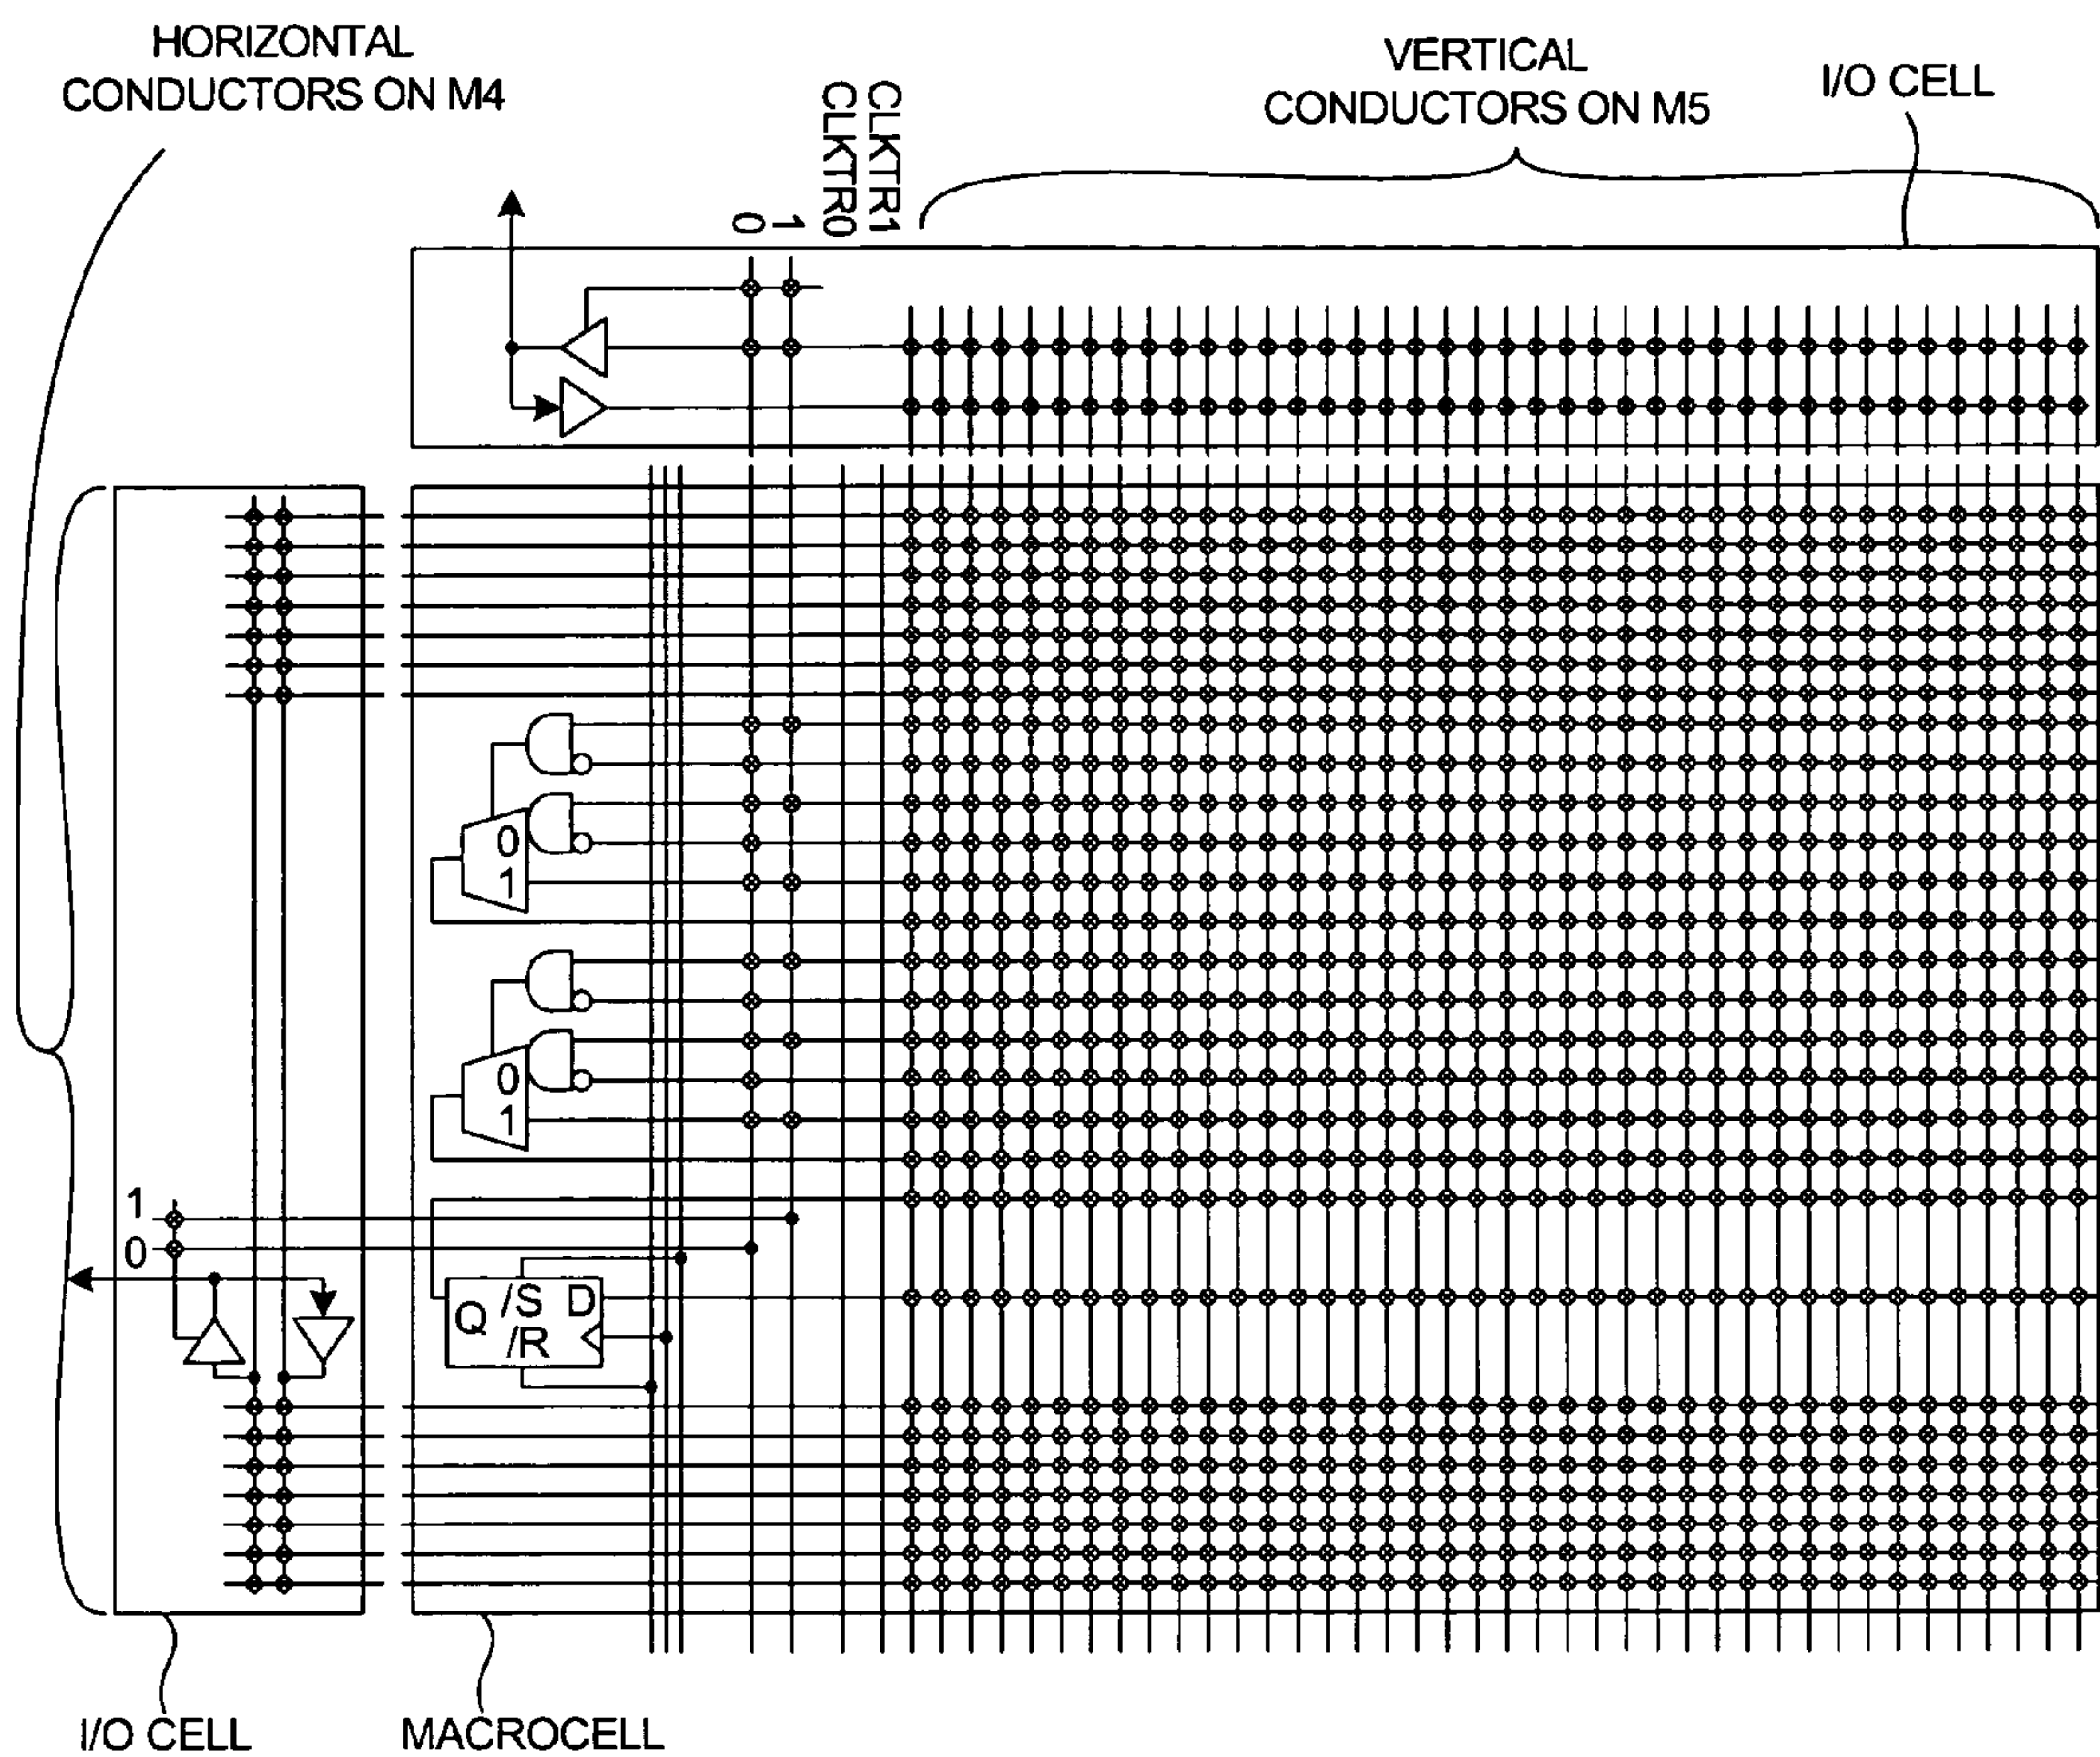 HORIZONTAL
CONDUCTORS ON M4
VERTICAL
CONDUCTORS ON M5
I/O CELL
CLKTR1
CLKTR0
1
0
0
1
0
1
1
0
Q /S D
/R
I/O CELL
MACROCELL